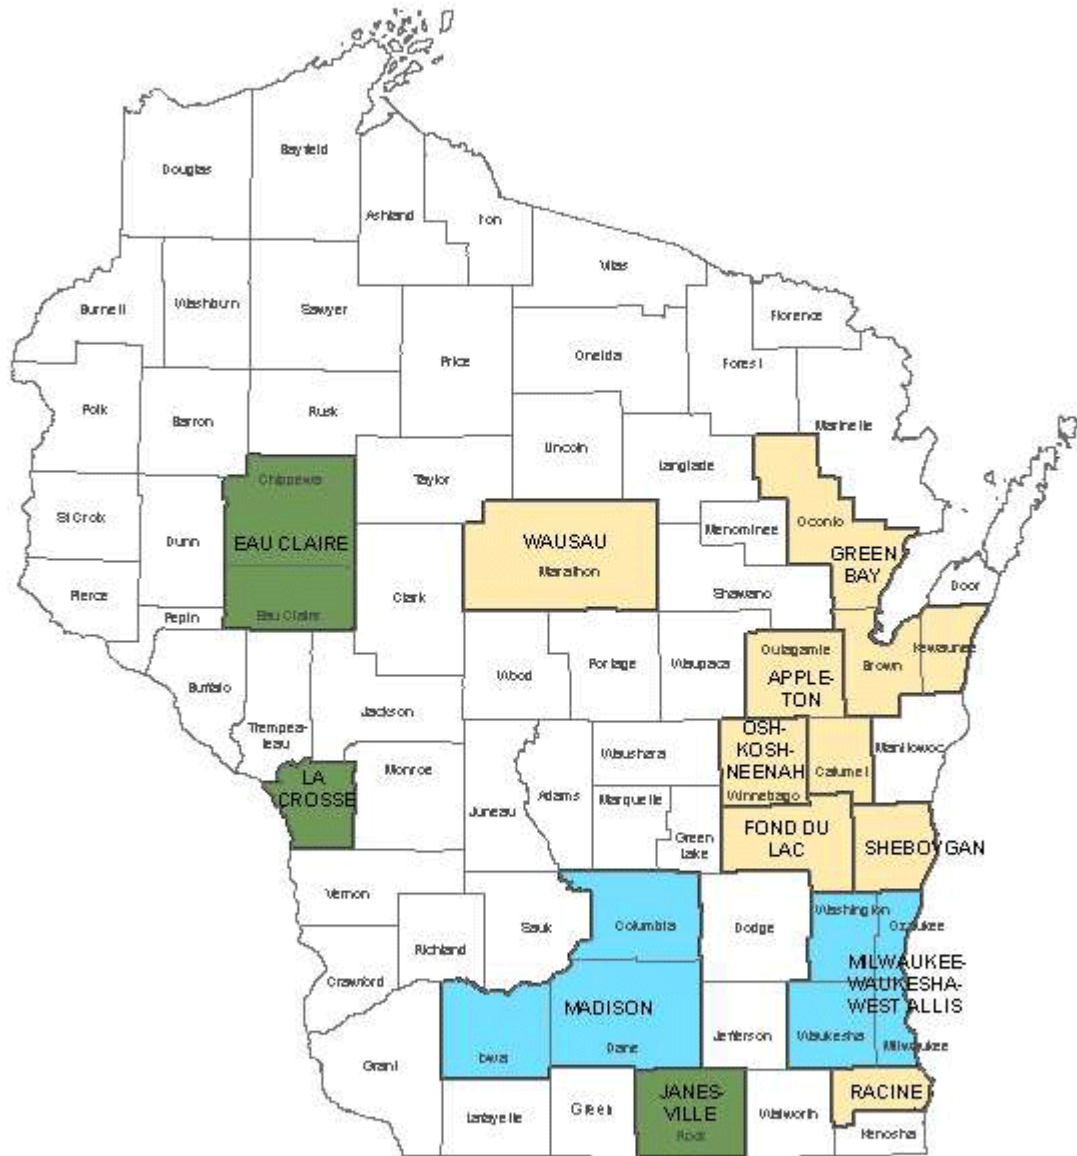 Bayfield
Douglas
Ashland
Iron
Vilas
Burnett
Washburn
Sawyer
Florence
Price
Oneida
Forest
Polk
Barron
Rusk
Marinette
Lincoln
Langlade
Chippewa
Taylor
St Croix
Dunn
EAU CLAIRE
WAUSAU
Marathon
Menominee
Oconto
GREEN
BAY
Pierce
Pepin
Eau Claire
Clark
Shawano
Door
Buffalo
Wood
Portage
Waupaca
Outagamie
APPLE-
TON
Brown
Kewaunee
Trempea-
leau
Jackson
Monroe
LA
CROSSE
Juneau
Adams
Waushara
Marquette
Green
Lake
OSH-
KOSH-
NEENAH
Winnebago
Calumet
Manitowoc
FOND DU
LAC
SHEBOYGAN
Vernon
Richland
Sauk
Columbia
Dodge
Washington
Ozaukee
Crawford
MADISON
Dane
Iowa
Grant
Jefferson
MILWAUKEE-
WAUKESHA-
WEST ALLIS
Waukesha
Milwaukee
Lafayette
Green
JANES-
VILLE
Rock
Walworth
RACINE
Kenosha